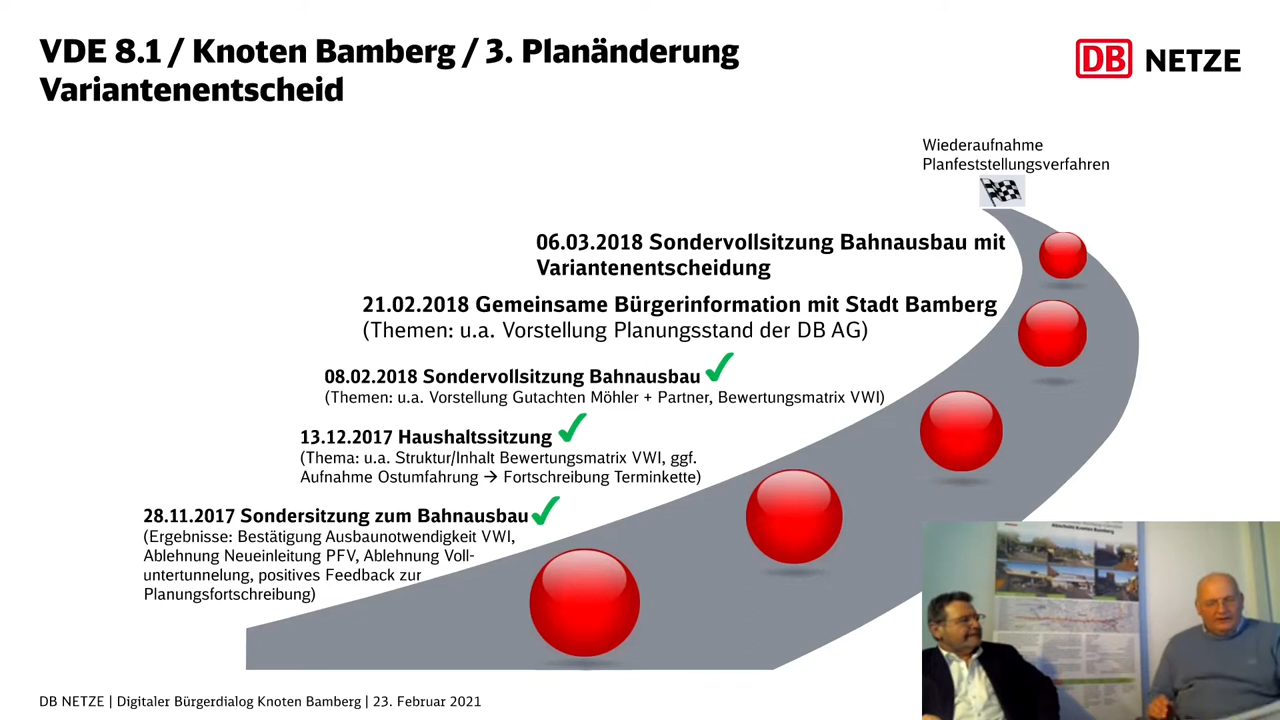 VDE 8.1 / Knoten Bamberg / 3. Planänderung
Variantenentscheid
DB NETZE
Wiederaufnahme
Planfeststellungsverfahren
06.03.2018 Sondervollsitzung Bahnausbau mit
Variantenentscheidung
21.02.2018 Gemeinsame Bürgerinformation mit Stadt Bamberg
(Themen: u.a. Vorstellung Planungsstand der DB AG)
08.02.2018 Sondervollsitzung Bahnausbau
(Themen: u.a. Vorstellung Gutachten Möhler + Partner, Bewertungsmatrix VWI)
13.12.2017 Haushaltssitzung
(Thema: u.a. Struktur/Inhalt Bewertungsmatrix VWI, ggf.
Aufnahme Ostumfahrung → Fortschreibung Terminkette)
28.11.2017 Sondersitzung zum Bahnausbau
(Ergebnisse: Bestätigung Ausbaunotwendigkeit VWI,
Ablehnung Neueinleitung PFV, Ablehnung Voll-
untertunnelung, positives Feedback zur
Planungsfortschreibung)
Abschnitt Knoten Bamberg
DB NETZE | Digitaler Bürgerdialog Knoten Bamberg | 23. Februar 2021